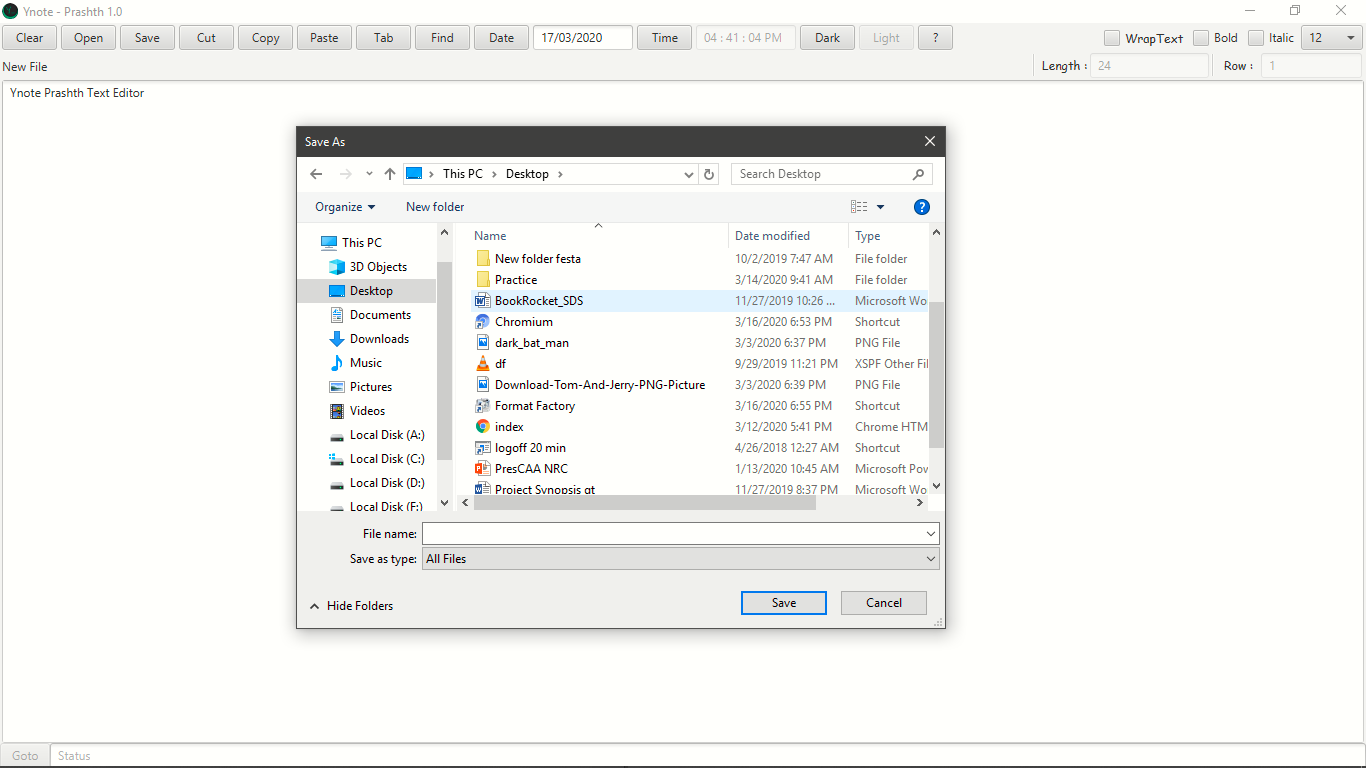 Ynote - Prashth 1.0
Clear Open Save Cut Copy Paste Tab Find Date 17/03/2020 Time 04 : 41 : 04 PM Dark Light ? WrapText Bold Italic 12
New File Length : 24 Row : 1
Ynote Prashth Text Editor
Save As
This PC Desktop Search Desktop
Organize New folder
Name Date modified Type
This PC
3D Objects
Desktop
Documents
Downloads
Music
Pictures
Videos
Local Disk (A:)
Local Disk (C:)
Local Disk (D:)
Local Disk (F:)
New folder festa 10/2/2019 7:47 AM File folder
Practice 3/14/2020 9:41 AM File folder
BookRocket_SDS 11/27/2019 10:26 ... Microsoft Wo
Chromium 3/16/2020 6:53 PM Shortcut
dark_bat_man 3/3/2020 6:37 PM PNG File
df 9/29/2019 11:21 PM XSPF Other Fil
Download-Tom-And-Jerry-PNG-Picture 3/3/2020 6:39 PM PNG File
Format Factory 3/16/2020 6:55 PM Shortcut
index 3/12/2020 5:41 PM Chrome HTM
logoff 20 min 4/26/2018 12:27 AM Shortcut
PresCAA NRC 1/13/2020 10:45 AM Microsoft Pov
Project Synopsis gt 11/27/2019 8:37 PM Microsoft Wo
File name:
Save as type: All Files
Hide Folders Save Cancel
Goto Status